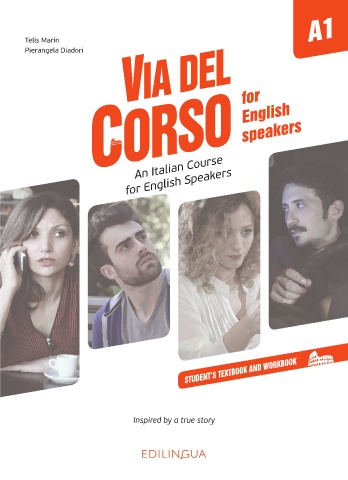 Telis Marin
Pierangela Diadori
A1
VIA DEL
CORSO
for
English
speakers
An Italian Course
for English Speakers
STUDENT'S TEXTBOOK AND WORKBOOK
Inspired by a true story
EDILINGUA